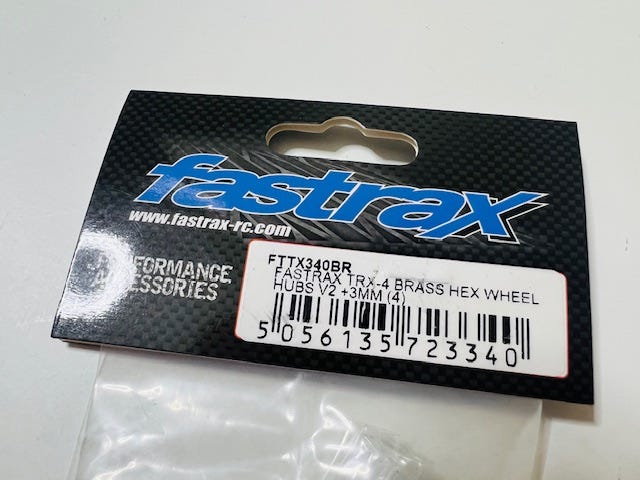 fastrax
www.fastrax-rc.com
FTTX340BR
FASTRAX TRX-4 BRASS HEX WHEEL
HUBS V2 +3MM (4)
5 056135 723340
ACCESSORIES